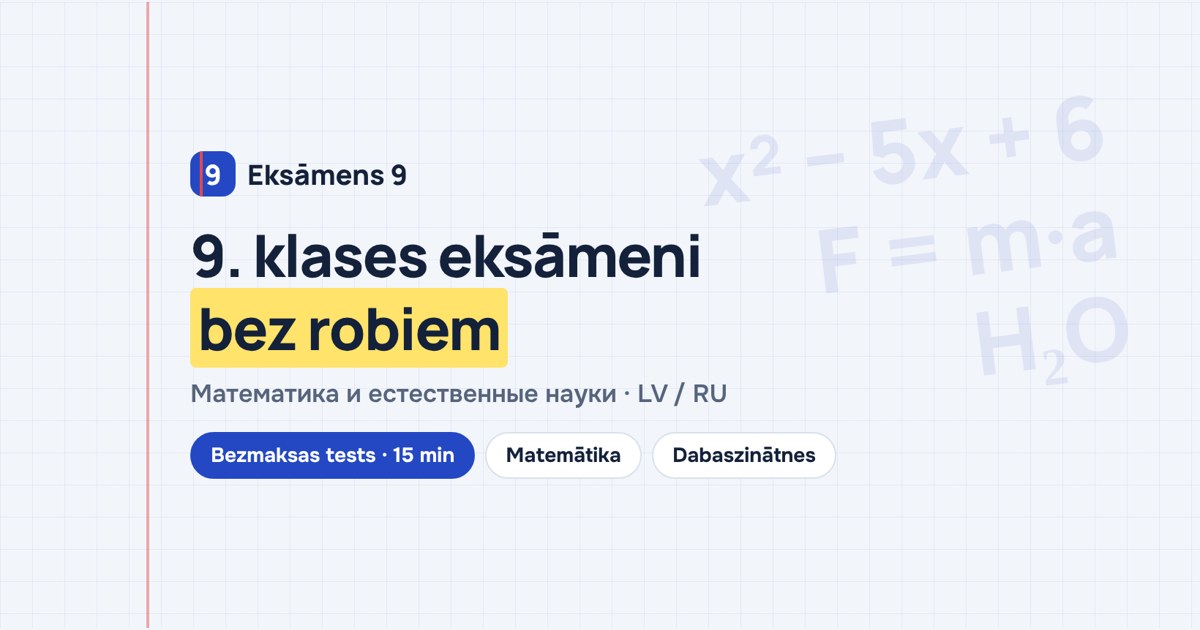 9 Eksāmens 9
9. klases eksāmeni
bez robiem
Математика и естественные науки · LV / RU
Bezmaksas tests · 15 min Matemātika Dabaszinātnes
x² − 5x + 6
F = m·a
H₂O